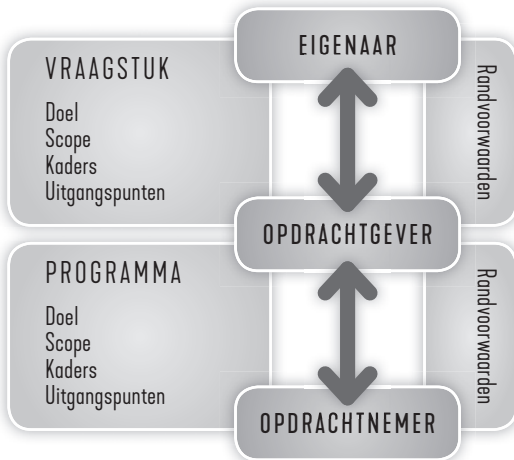 EIGENAAR
VRAAGSTUK
Doel
Scope
Kaders
Uitgangspunten
Randvoorwaarden
OPDRACHTGEVER
PROGRAMMA
Doel
Scope
Kaders
Uitgangspunten
Randvoorwaarden
OPDRACHTNEMER